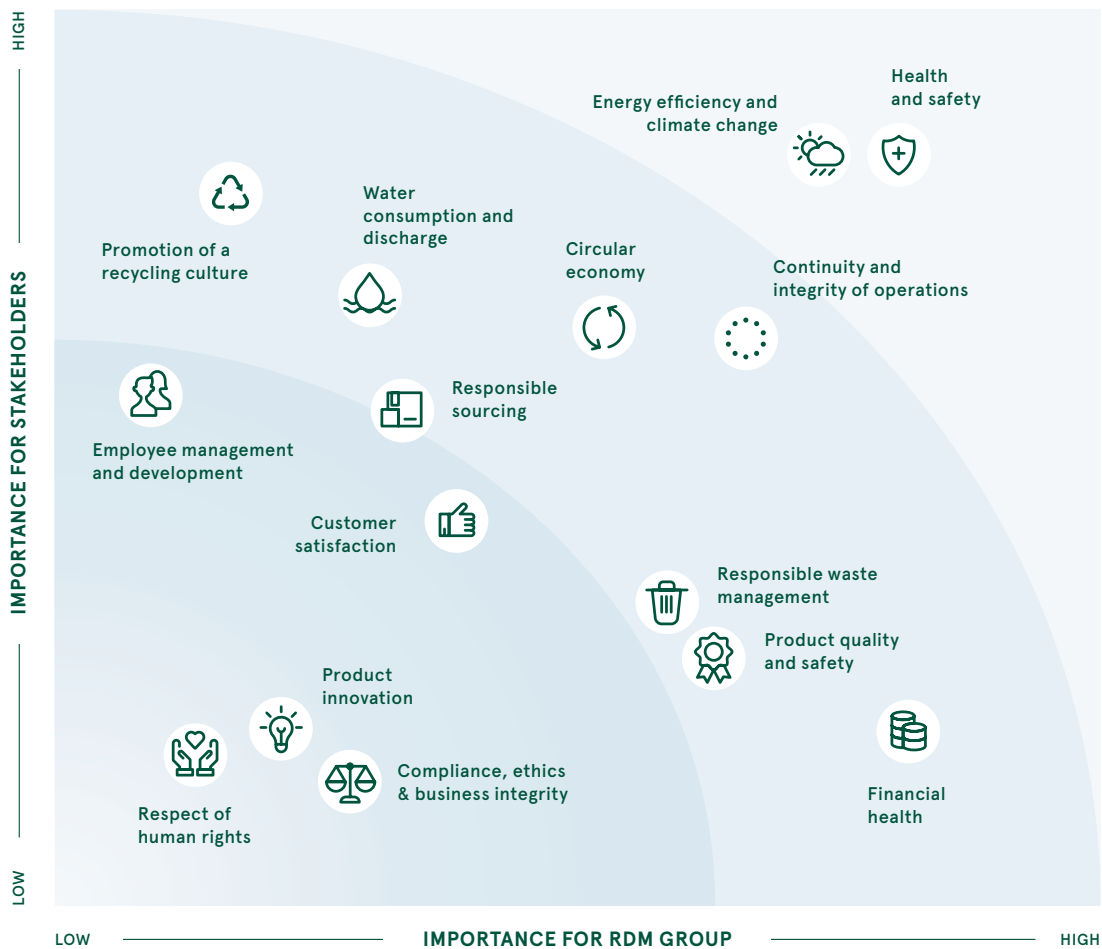 HIGH
IMPORTANCE FOR STAKEHOLDERS
LOW
Health
and safety
Energy efficiency and
climate change
Water
consumption and
discharge
Promotion of a
recycling culture
Circular
economy
Continuity and
integrity of operations
Responsible
sourcing
Employee management
and development
Customer
satisfaction
Responsible waste
management
Product quality
and safety
Product
innovation
Compliance, ethics
& business integrity
Financial
health
Respect of
human rights
LOW
IMPORTANCE FOR RDM GROUP
HIGH